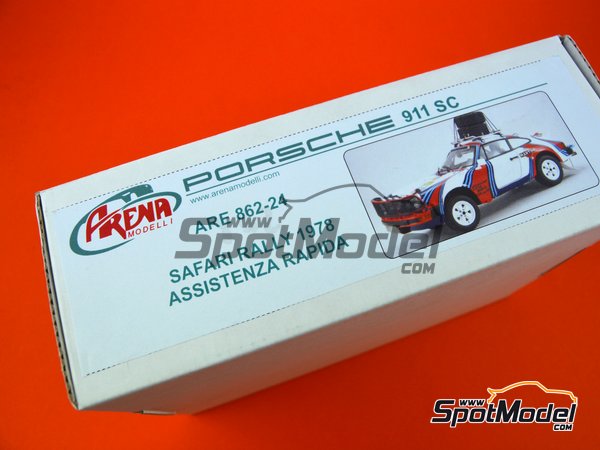 ARENA
MODELLI
PORSCHE 911 SC
www.arenamodelli.com
ARE 862-24
SAFARI RALLY 1978
ASSISTENZA RAPIDA
www
SpotModel
.COM
www
SpotModel
.COM